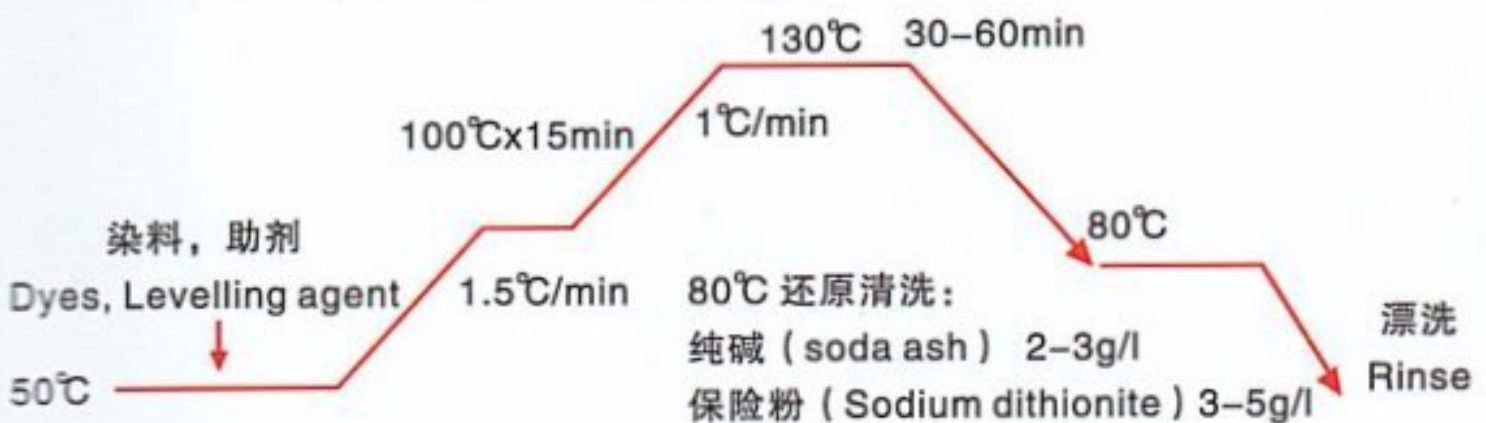 130℃ 30-60min
100℃x15min
1℃/min
染料，助剂
Dyes, Levelling agent
1.5℃/min
50℃
80℃
80℃ 还原清洗：
纯碱（soda ash） 2-3g/l
保险粉（Sodium dithionite）3-5g/l
漂洗
Rinse